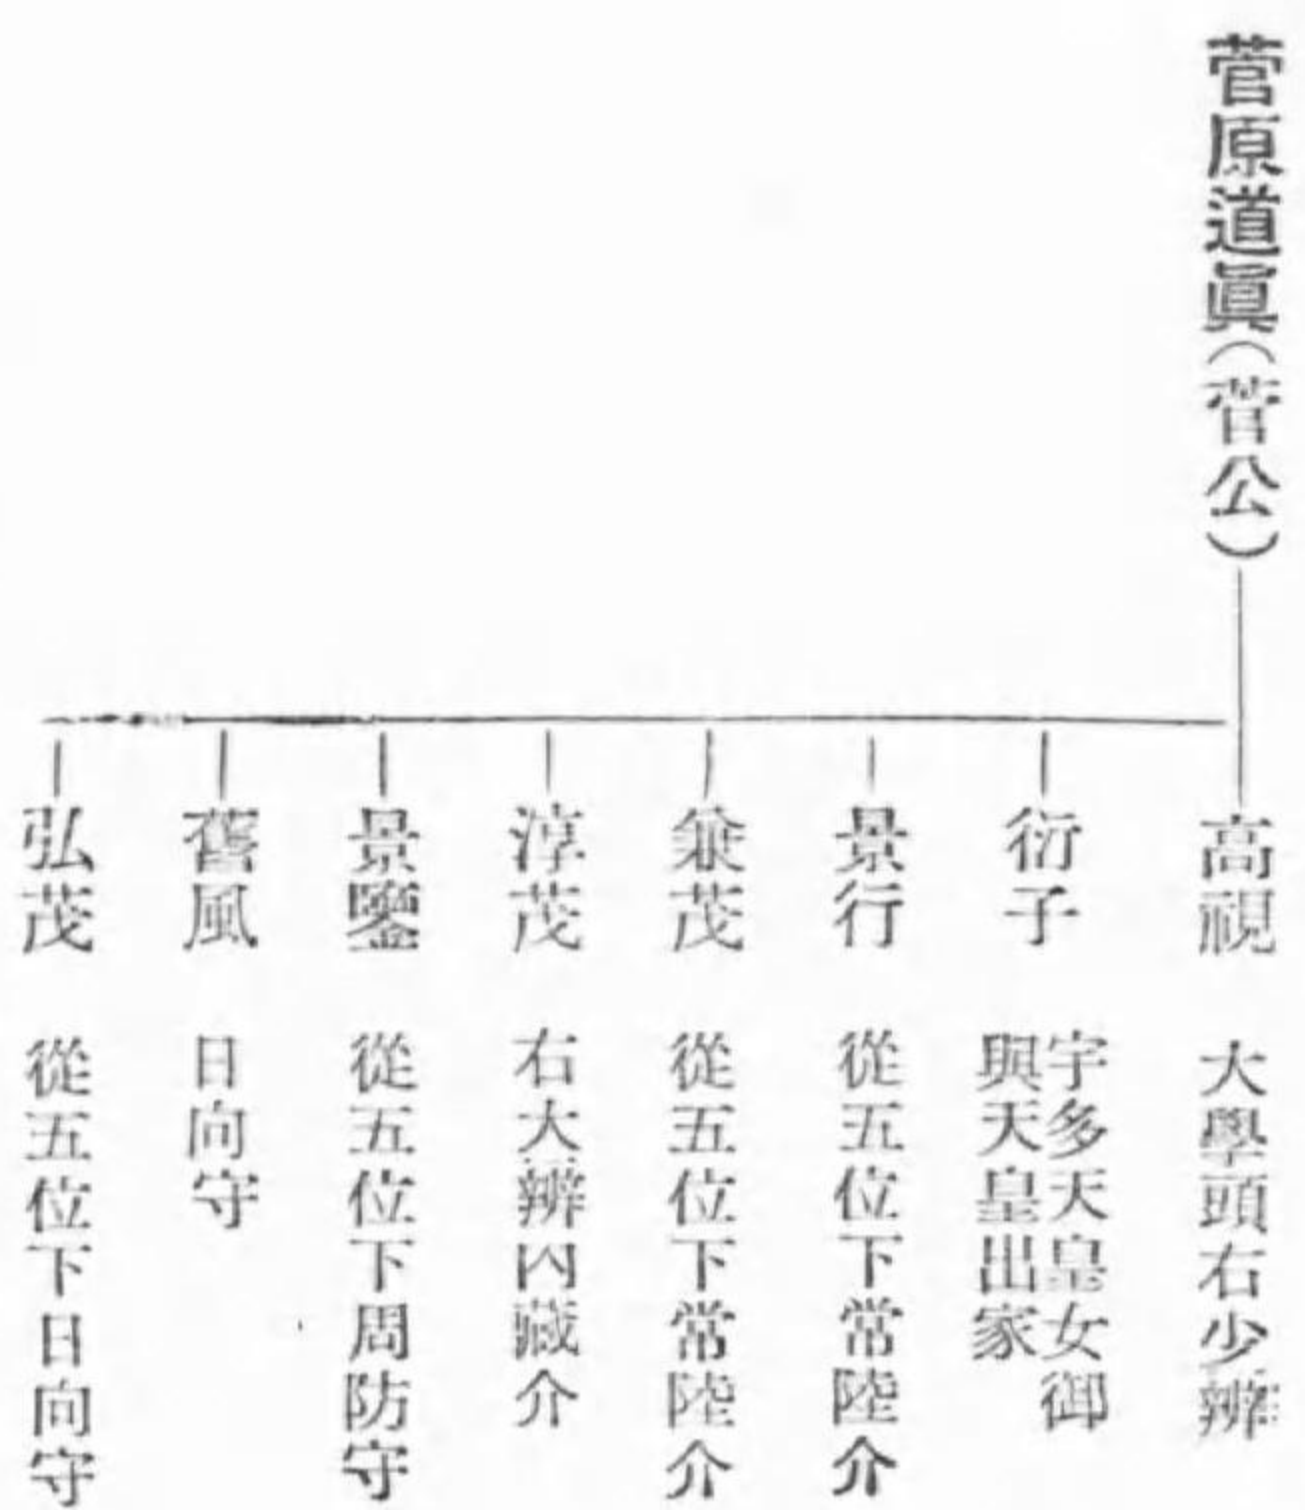 菅原道眞(菅公)
高視 大學頭右少辨
衍子 宇多天皇女御
與天皇出家
景行 從五位下常陸介
兼茂 從五位下常陸介
淳茂 右大辨內藏介
景鑒 從五位下周防守
舊風 日向守
弘茂 從五位下日向守